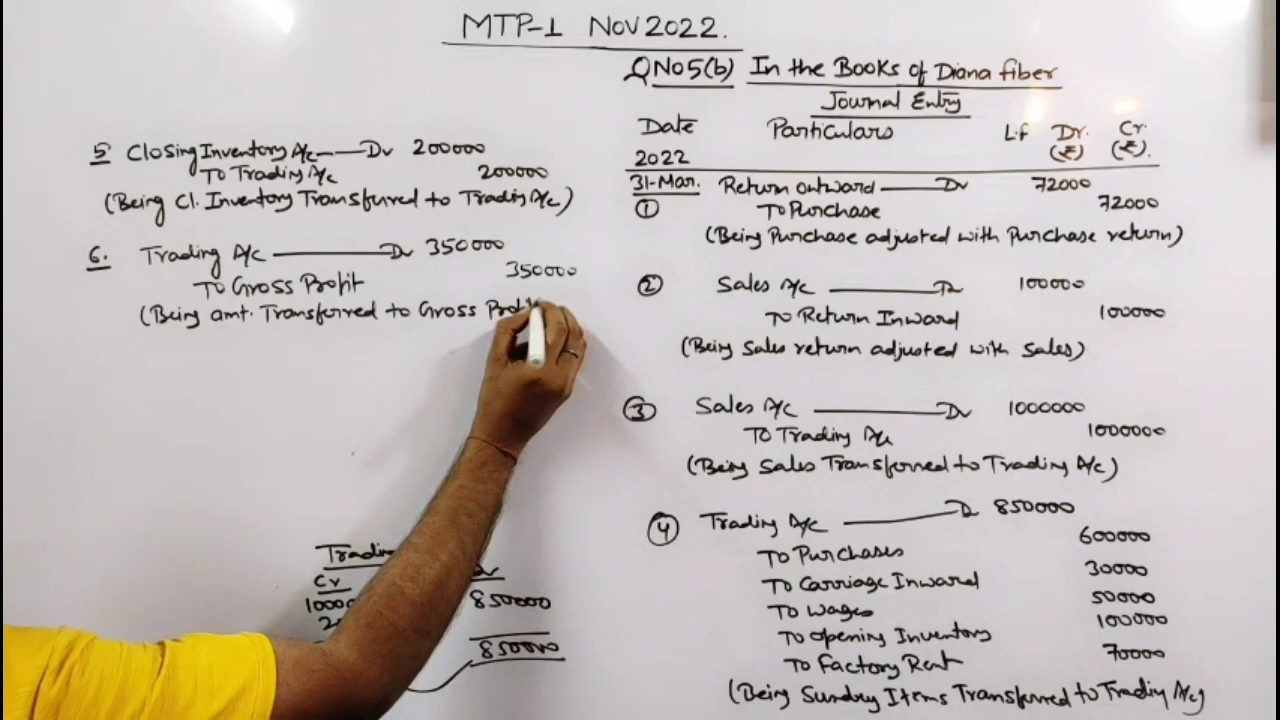 MTP-1 NOV 2022.
QNo5(b) In the Books of Diana fiber
Journal Entry
Date Particulars L.f Dr. (₹) Cr. (₹).
2022
31-Mar. Return outward Dr 72000
① To Purchase 72000
(Being Purchase adjusted with Purchase return)
② Sales A/c D 100000
To Return Inward 100000
(Being Sales return adjusted with Sales)
③ Sales A/c Dr 1000000
To Trading A/c 1000000
(Being Sales Transferred to Trading A/c)
④ Trading A/c D 850000
To Purchases 600000
To Carriage Inward 30000
To Wages 50000
To Opening Inventory 100000
To Factory Rent 70000
(Being Sundry Items Transferred to Trading A/c)
5 Closing Inventory A/c Dr 200000
To Trading A/c 200000
(Being Cl. Inventory Transferred to Trading A/c)
6. Trading A/c Dr 350000
To Gross Profit 350000
(Being amt. Transferred to Gross
Cr
850000
850000